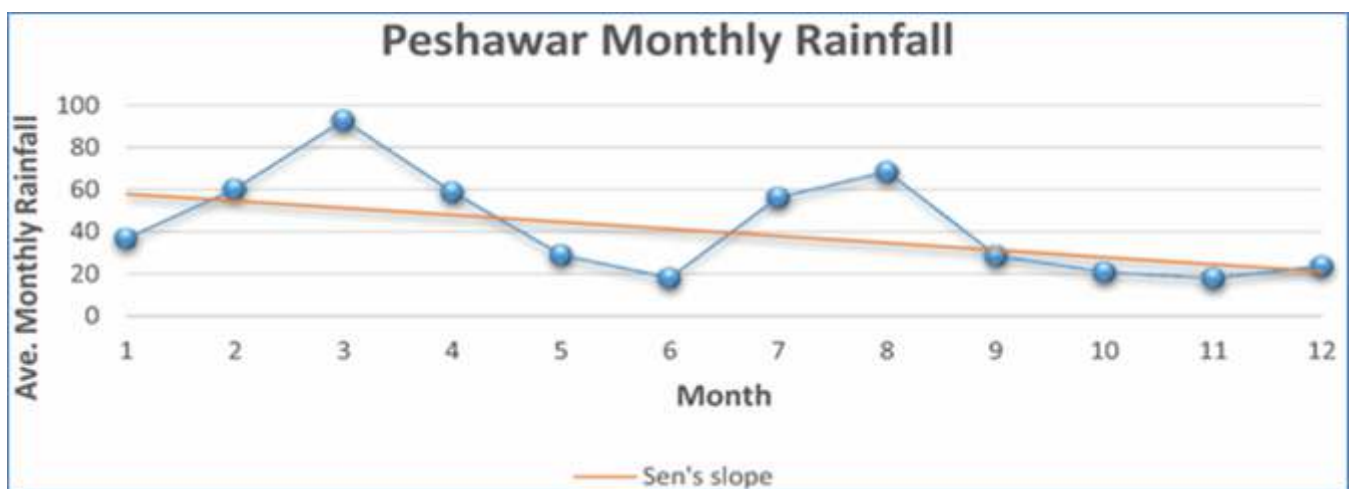 Peshawar Monthly Rainfall
Ave. Monthly Rainfall
100
80
60
40
20
0
1 2 3 4 5 6 7 8 9 10 11 12
Month
Sen's slope